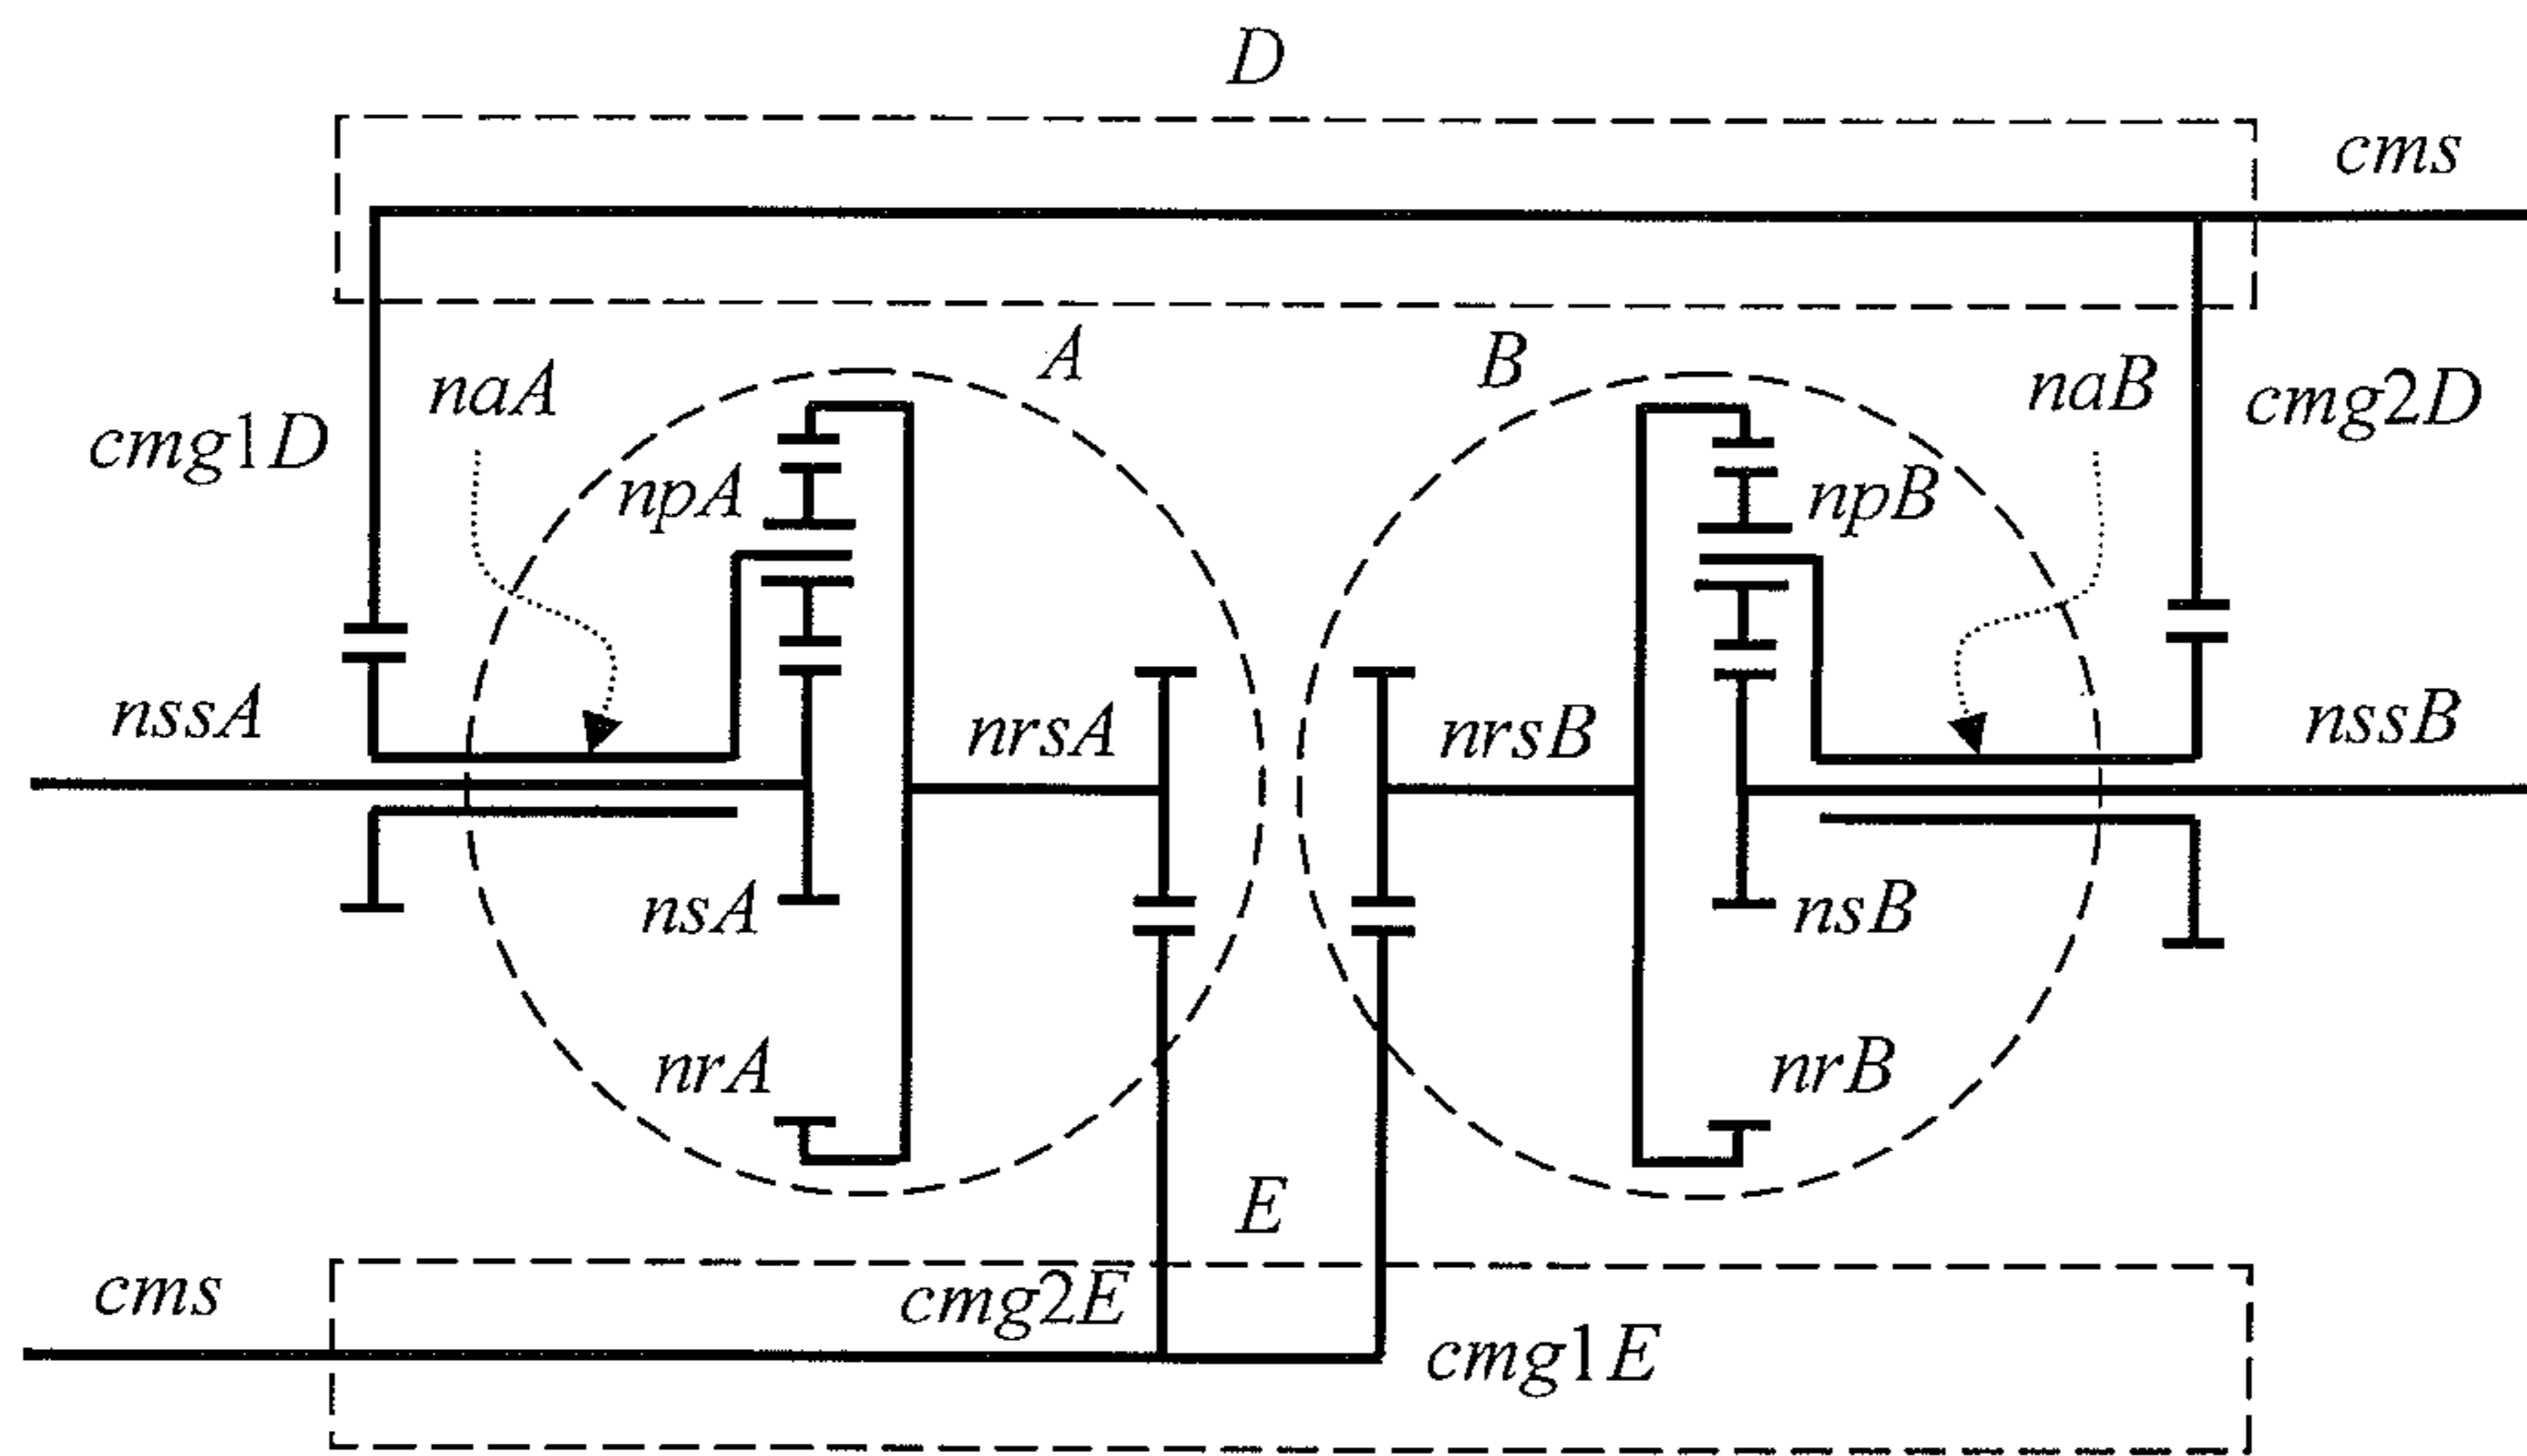 D
cms
A
B
naA
naB
cmg1D
cmg2D
npA
npB
nssA
nrsA
nrsB
nssB
nsA
nsB
nrA
nrB
E
cms
cmg2E
cmg1E